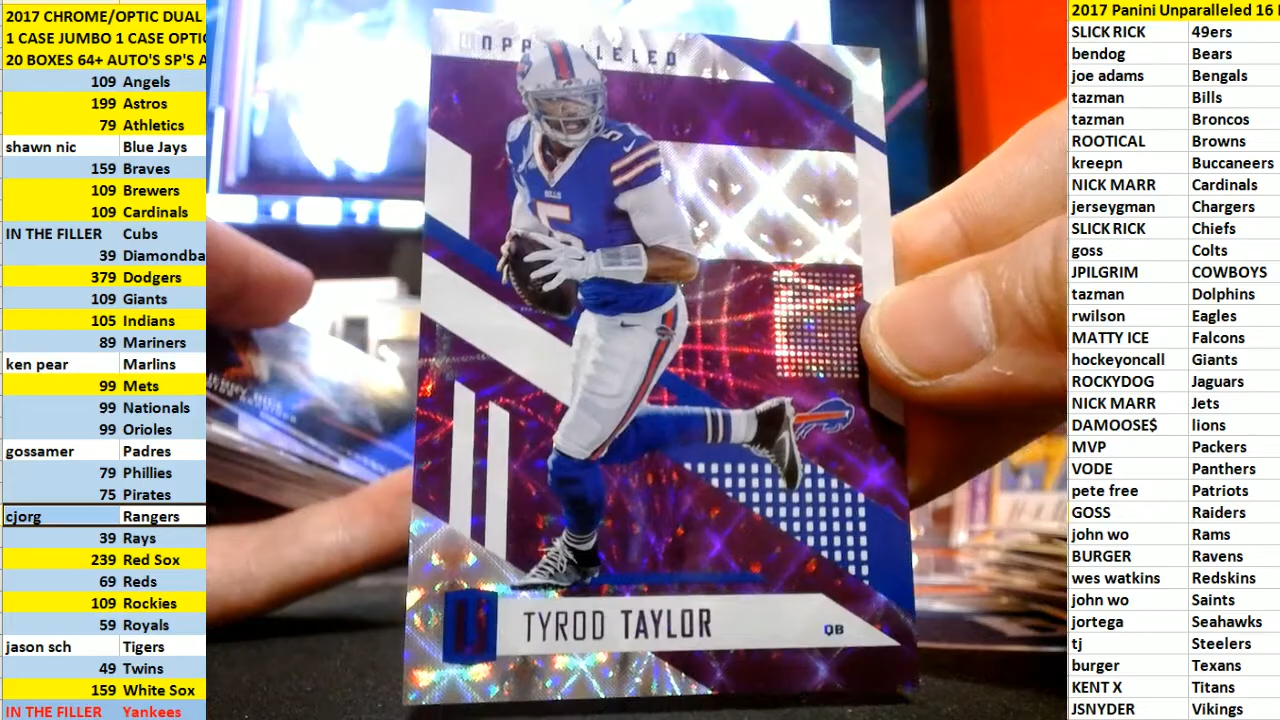 2017 CHROME/OPTIC DUAL
1 CASE JUMBO 1 CASE OPTIC
20 BOXES 64+ AUTO'S SP'S A
109 Angels
199 Astros
79 Athletics
shawn nic Blue Jays
159 Braves
109 Brewers
109 Cardinals
IN THE FILLER Cubs
39 Diamondba
379 Dodgers
109 Giants
105 Indians
89 Mariners
ken pear Marlins
99 Mets
99 Nationals
99 Orioles
gossamer Padres
79 Phillies
75 Pirates
cjorg Rangers
39 Rays
239 Red Sox
69 Reds
109 Rockies
59 Royals
jason sch Tigers
49 Twins
159 White Sox
IN THE FILLER Yankees
UNPARALLELED
BILLS
5
5
TYROD TAYLOR
QB
2017 Panini Unparalleled 16
SLICK RICK 49ers
bendog Bears
joe adams Bengals
tazman Bills
tazman Broncos
ROOTICAL Browns
kreepn Buccaneers
NICK MARR Cardinals
jerseygman Chargers
SLICK RICK Chiefs
goss Colts
JPILGRIM COWBOYS
tazman Dolphins
rwilson Eagles
MATTY ICE Falcons
hockeyoncall Giants
ROCKYDOG Jaguars
NICK MARR Jets
DAMOOSE$ lions
MVP Packers
VODE Panthers
pete free Patriots
GOSS Raiders
john wo Rams
BURGER Ravens
wes watkins Redskins
john wo Saints
jortega Seahawks
tj Steelers
burger Texans
KENT X Titans
JSNYDER Vikings